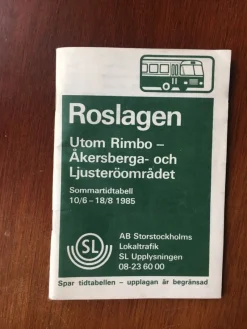 Roslagen
Utom Rimbo –
Åkersberga- och
Ljusteröområdet
Sommartidtabell
10/6 – 18/8 1985
SL
AB Storstockholms
Lokaltrafik
SL Upplysningen
08-23 60 00
Spar tidtabellen – upplagan är begränsad